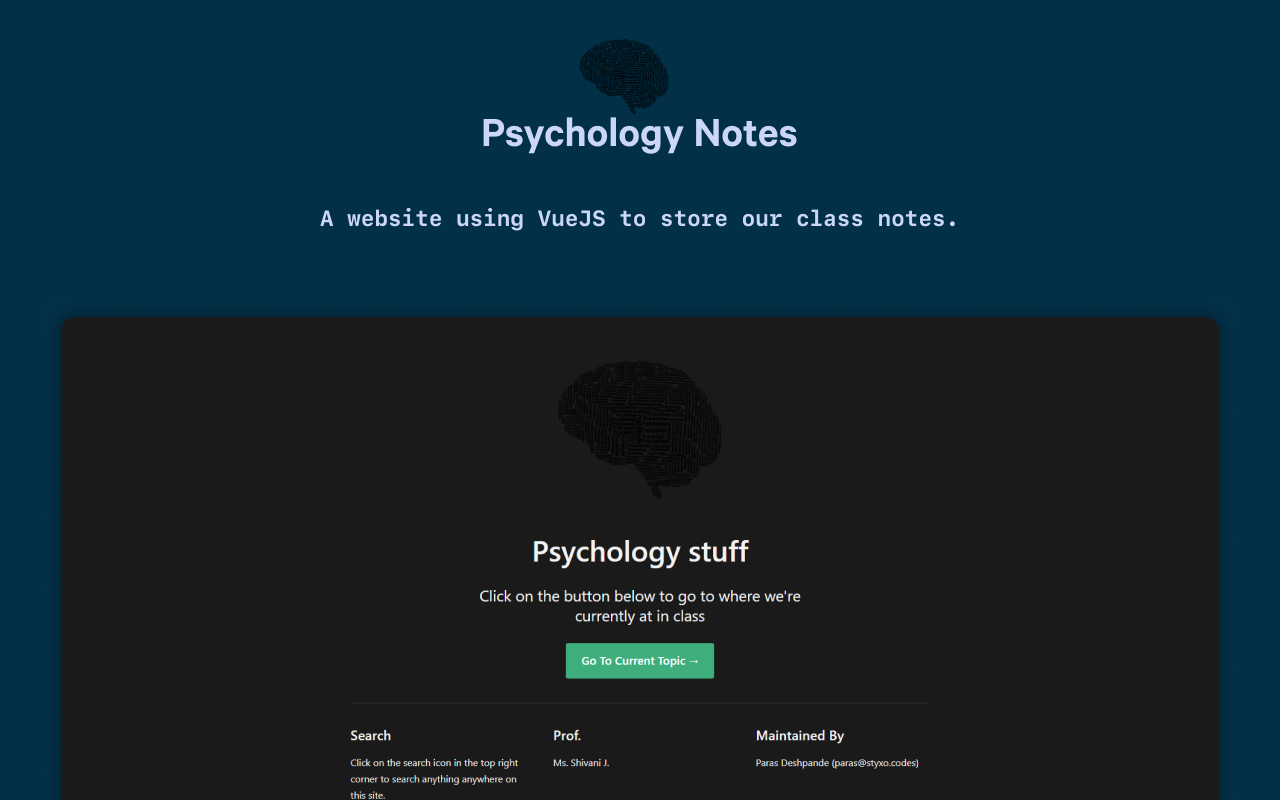 Psychology Notes
A website using VueJS to store our class notes.
Psychology stuff
Click on the button below to go to where we're
currently at in class
Go To Current Topic →
Search
Click on the search icon in the top right
corner to search anything anywhere on
this site.
Prof.
Ms. Shivani J.
Maintained By
Paras Deshpande (paras@styxo.codes)